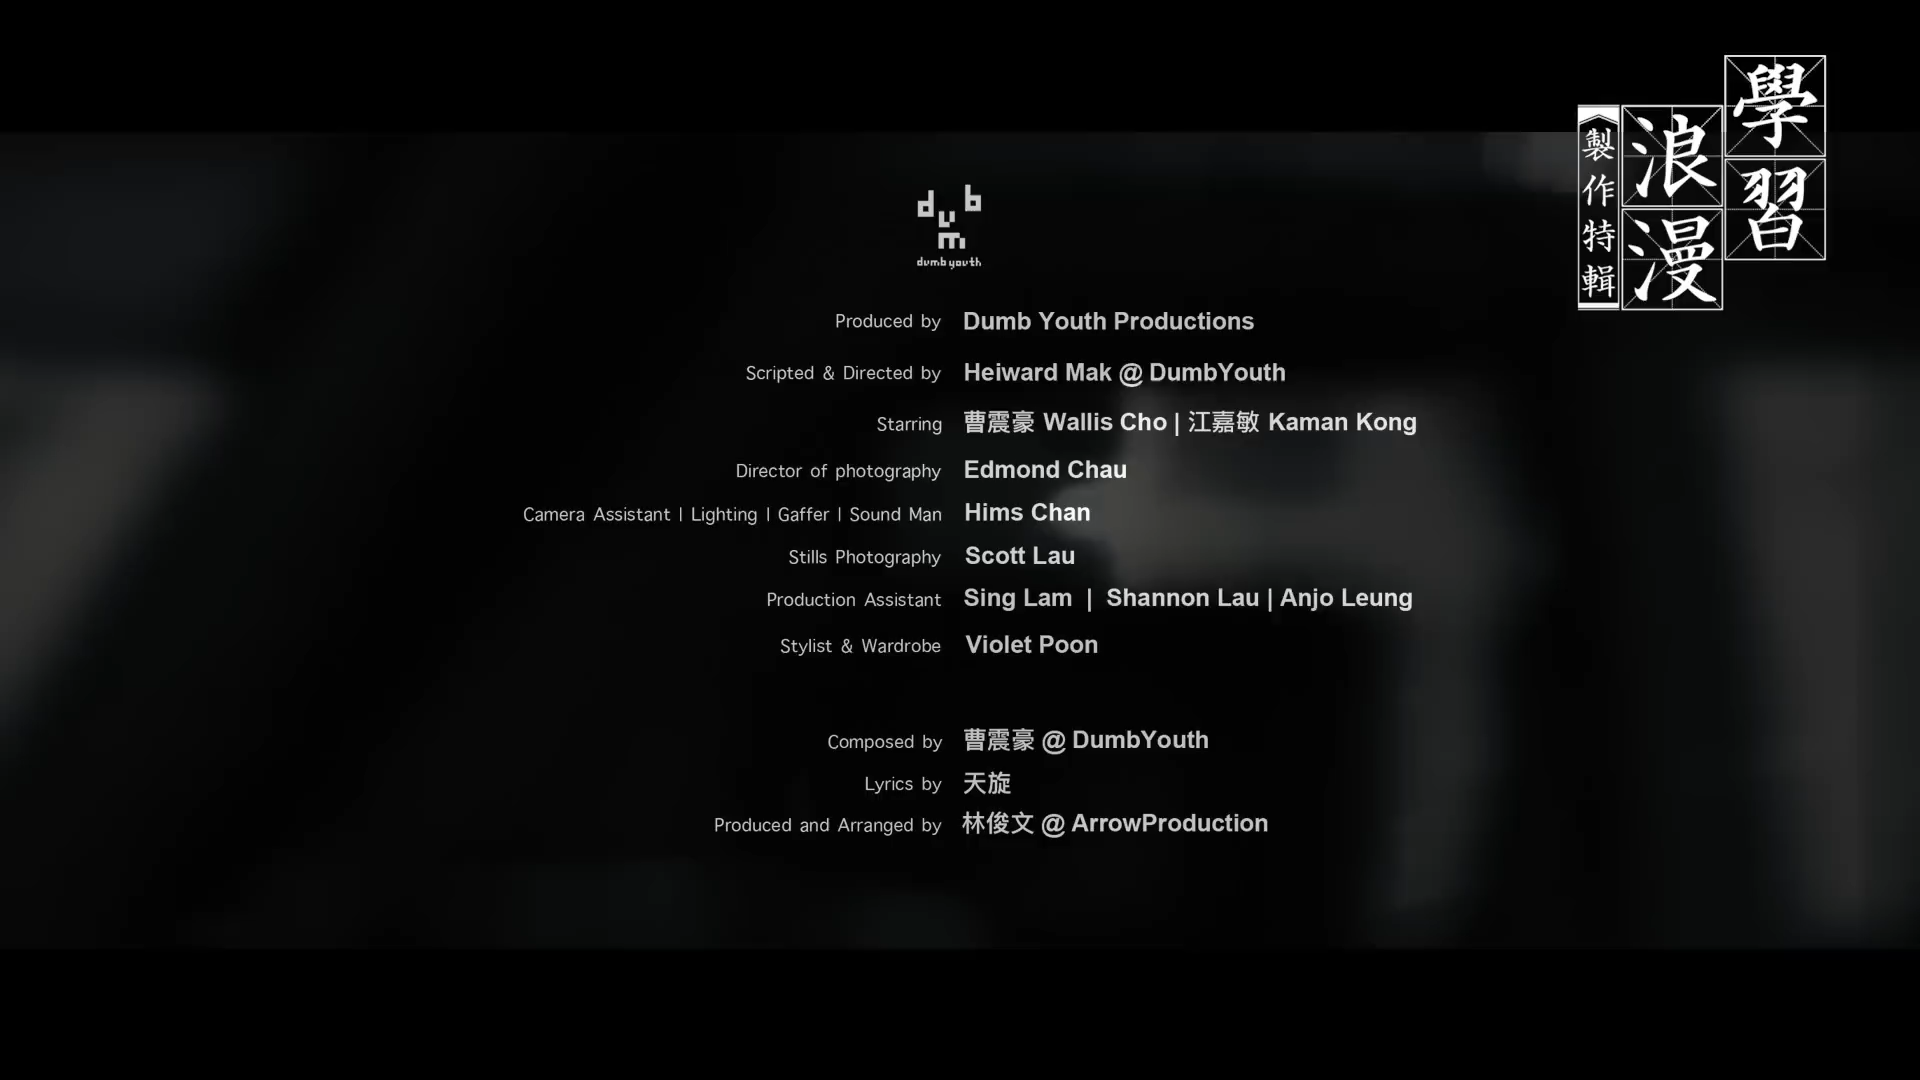 學習
浪漫
製作特輯
dumb
dumb youth
Produced by Dumb Youth Productions
Scripted & Directed by Heiward Mak @ DumbYouth
Starring 曹震豪 Wallis Cho | 江嘉敏 Kaman Kong
Director of photography Edmond Chau
Camera Assistant | Lighting | Gaffer | Sound Man Hims Chan
Stills Photography Scott Lau
Production Assistant Sing Lam | Shannon Lau | Anjo Leung
Stylist & Wardrobe Violet Poon
Composed by 曹震豪 @ DumbYouth
Lyrics by 天旋
Produced and Arranged by 林俊文 @ ArrowProduction